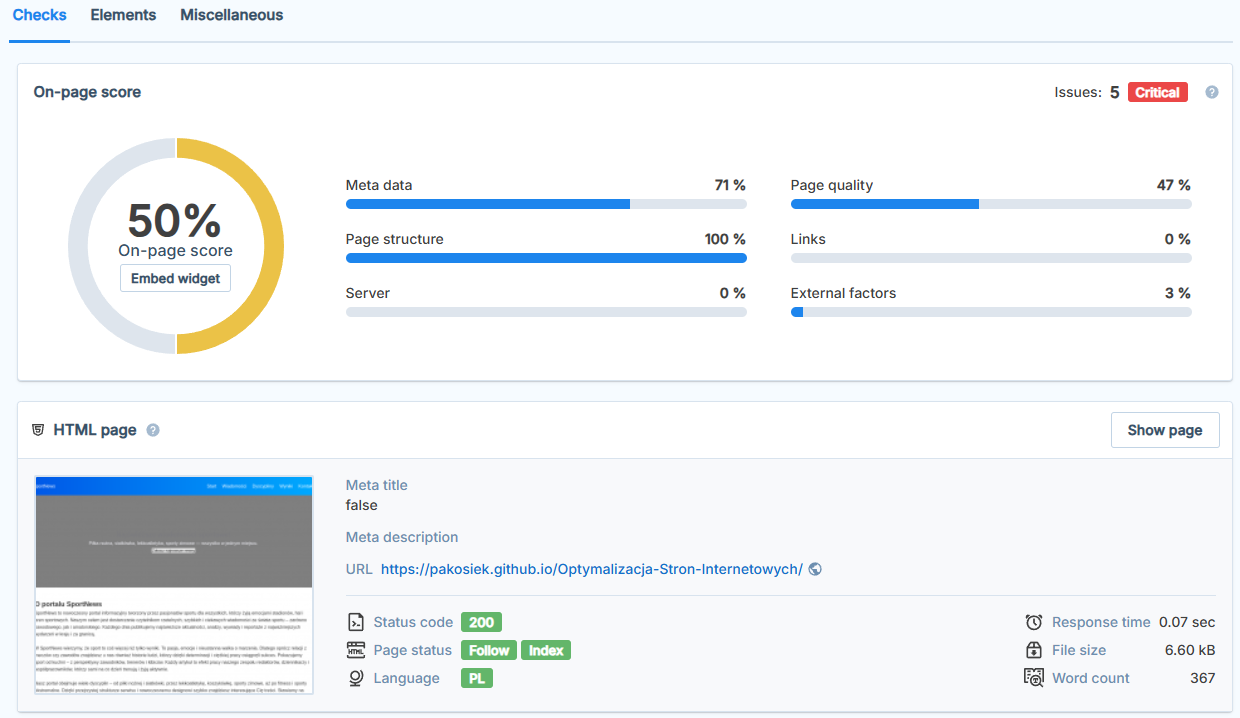 Checks Elements Miscellaneous
On-page score
Issues: 5 Critical
50%
On-page score
Embed widget
Meta data 71 %
Page structure 100 %
Server 0 %
Page quality 47 %
Links 0 %
External factors 3 %
HTML page
Show page
Meta title
false
Meta description
URL https://pakosiek.github.io/Optymalizacja-Stron-Internetowych/
Status code 200
Page status Follow Index
Language PL
Response time 0.07 sec
File size 6.60 kB
Word count 367
O portalu SportNews